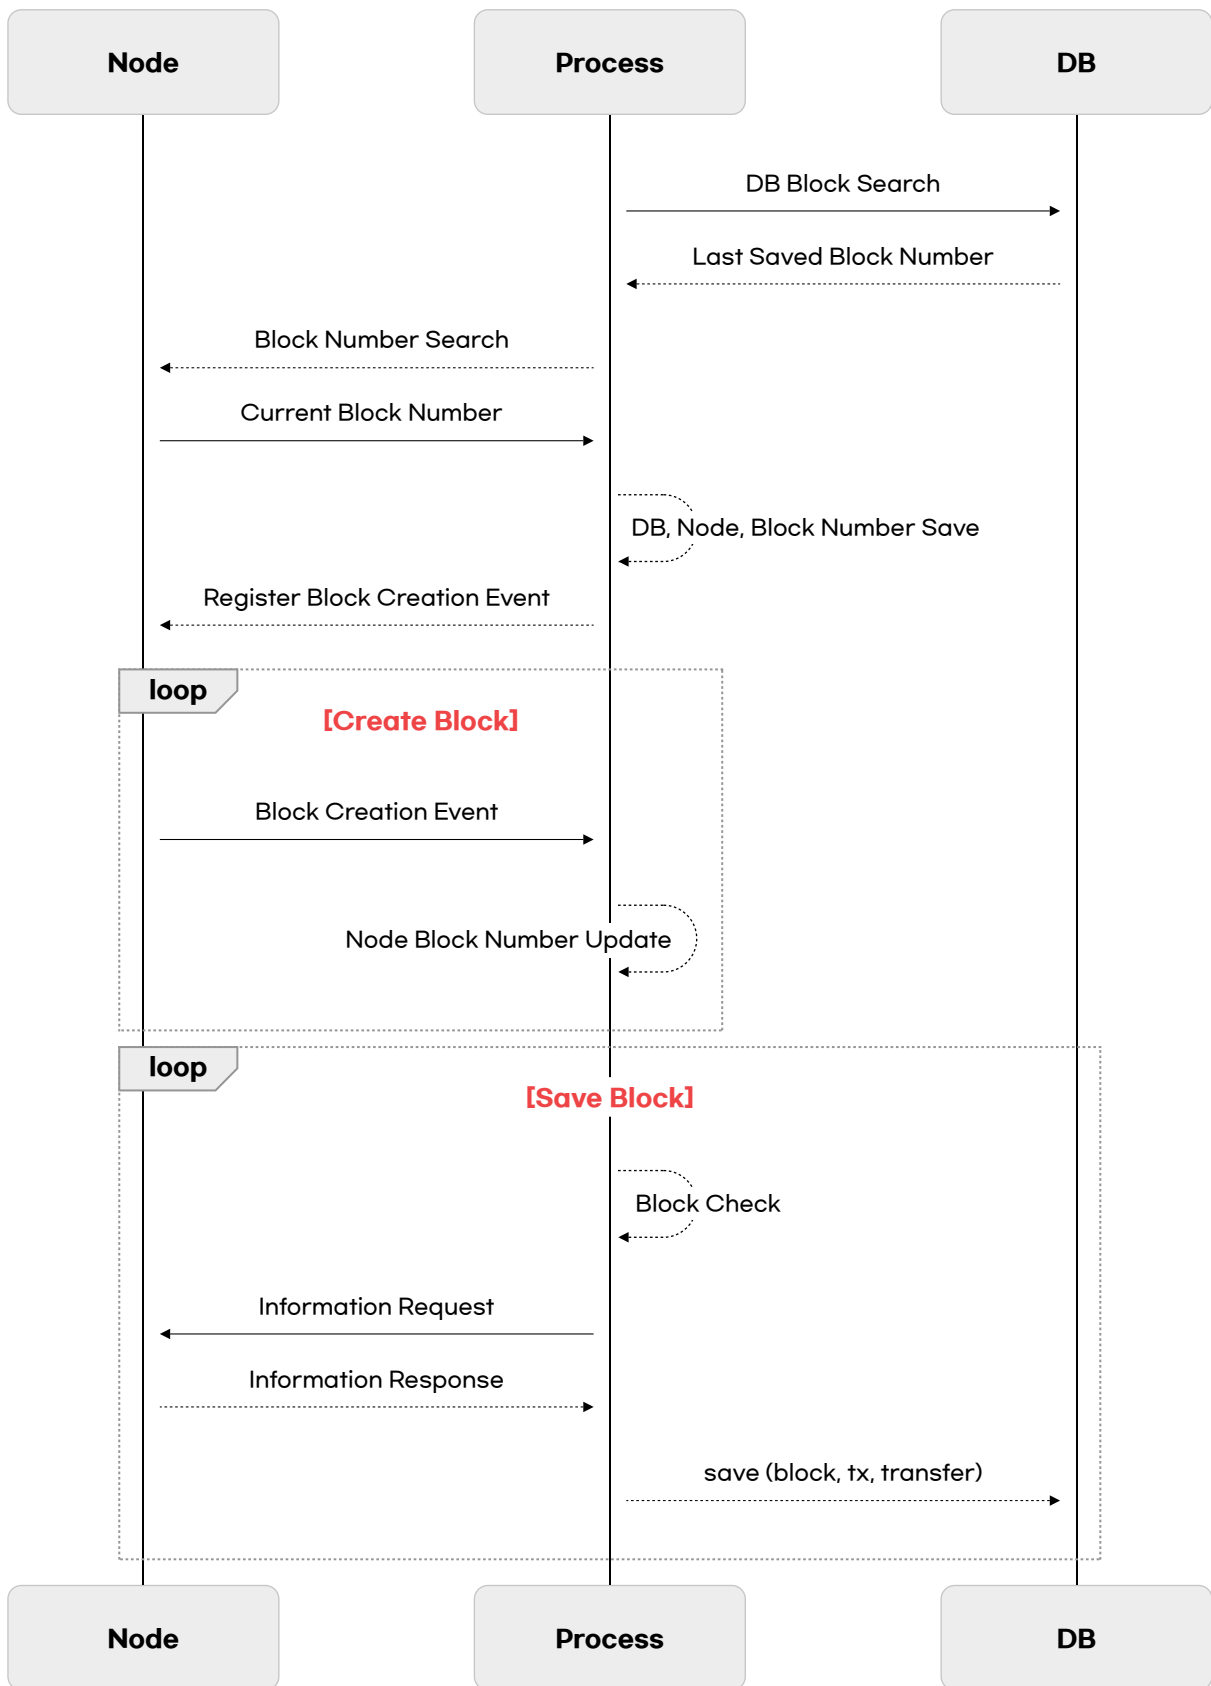 Node
Process
DB
DB Block Search
Last Saved Block Number
Block Number Search
Current Block Number
DB, Node, Block Number Save
Register Block Creation Event
loop
[Create Block]
Block Creation Event
Node Block Number Update
loop
[Save Block]
Block Check
Information Request
Information Response
save (block, tx, transfer)
Node
Process
DB